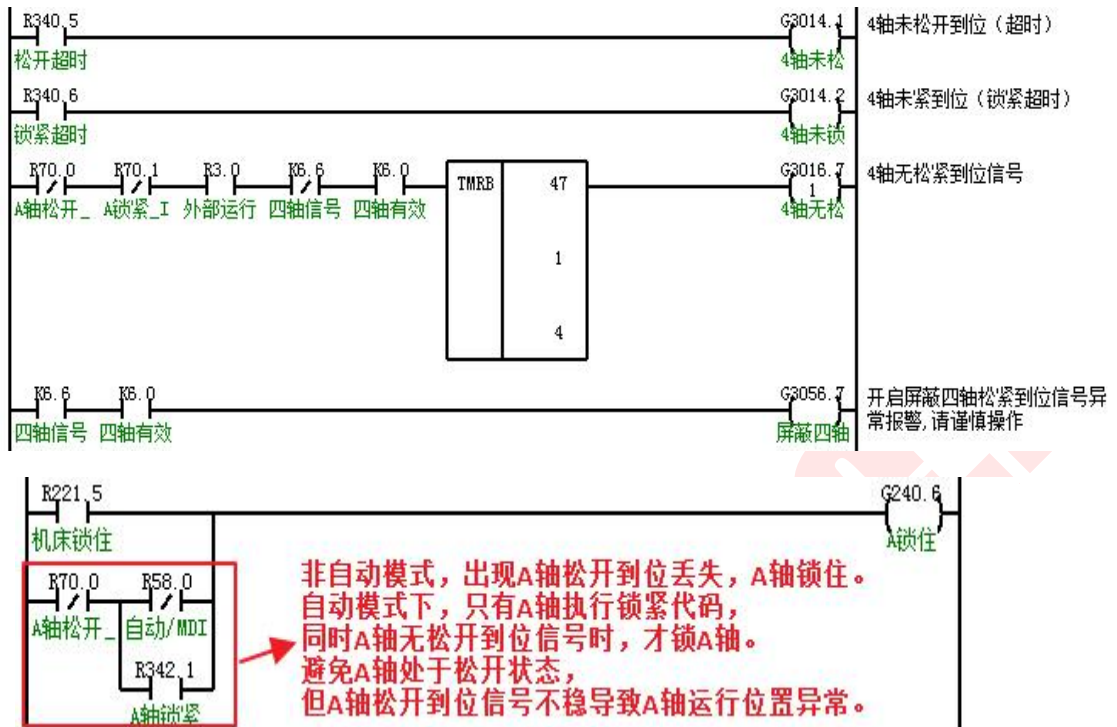 R340.5 G3014.1 4轴未松开到位（超时）
松开超时 4轴未松
R340.6 G3014.2 4轴未紧到位（锁紧超时）
锁紧超时 4轴未锁
R70.0 R70.1 R3.0 K6.6 K6.0 TMRB 47 G3016.7 4轴无松紧到位信号
1
A轴松开_ A锁紧_I 外部运行 四轴信号 四轴有效 4轴无松
1
4
K6.6 K6.0 G3056.7 开启屏蔽四轴松紧到位信号异
常报警,请谨慎操作
四轴信号 四轴有效 屏蔽四轴
R221.5 G240.6
机床锁住 A锁住
R70.0 R58.0
A轴松开_ 自动/MDI
R342.1
A轴锁紧
非自动模式，出现A轴松开到位丢失，A轴锁住。
自动模式下，只有A轴执行锁紧代码，
同时A轴无松开到位信号时，才锁A轴。
避免A轴处于松开状态，
但A轴松开到位信号不稳导致A轴运行位置异常。